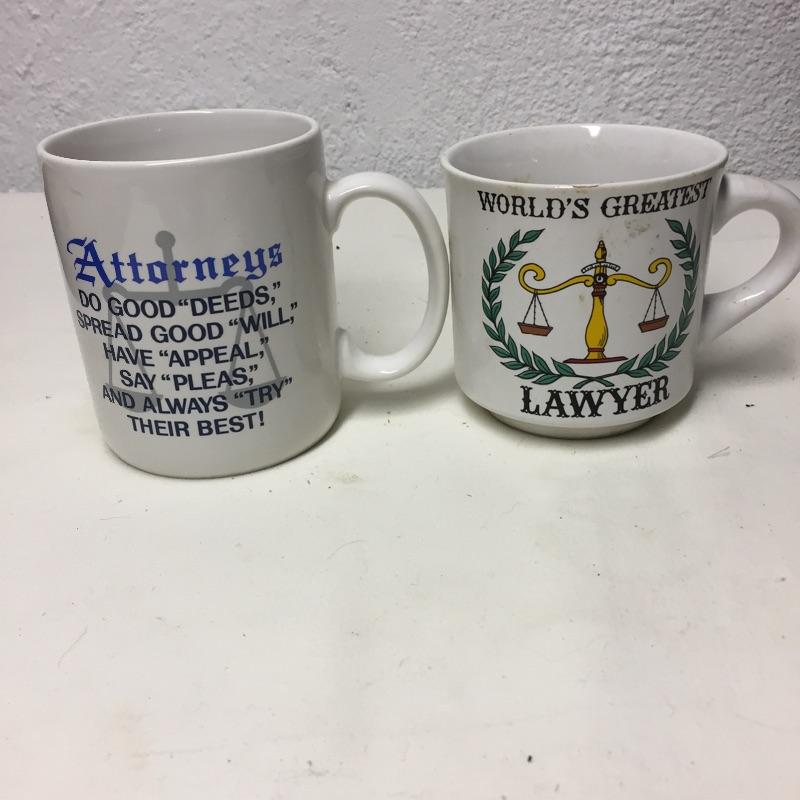 Attorneys
DO GOOD “DEEDS,”
SPREAD GOOD “WILL,”
HAVE “APPEAL,”
SAY “PLEAS,”
AND ALWAYS “TRY”
THEIR BEST!
WORLD'S GREATEST
LAWYER